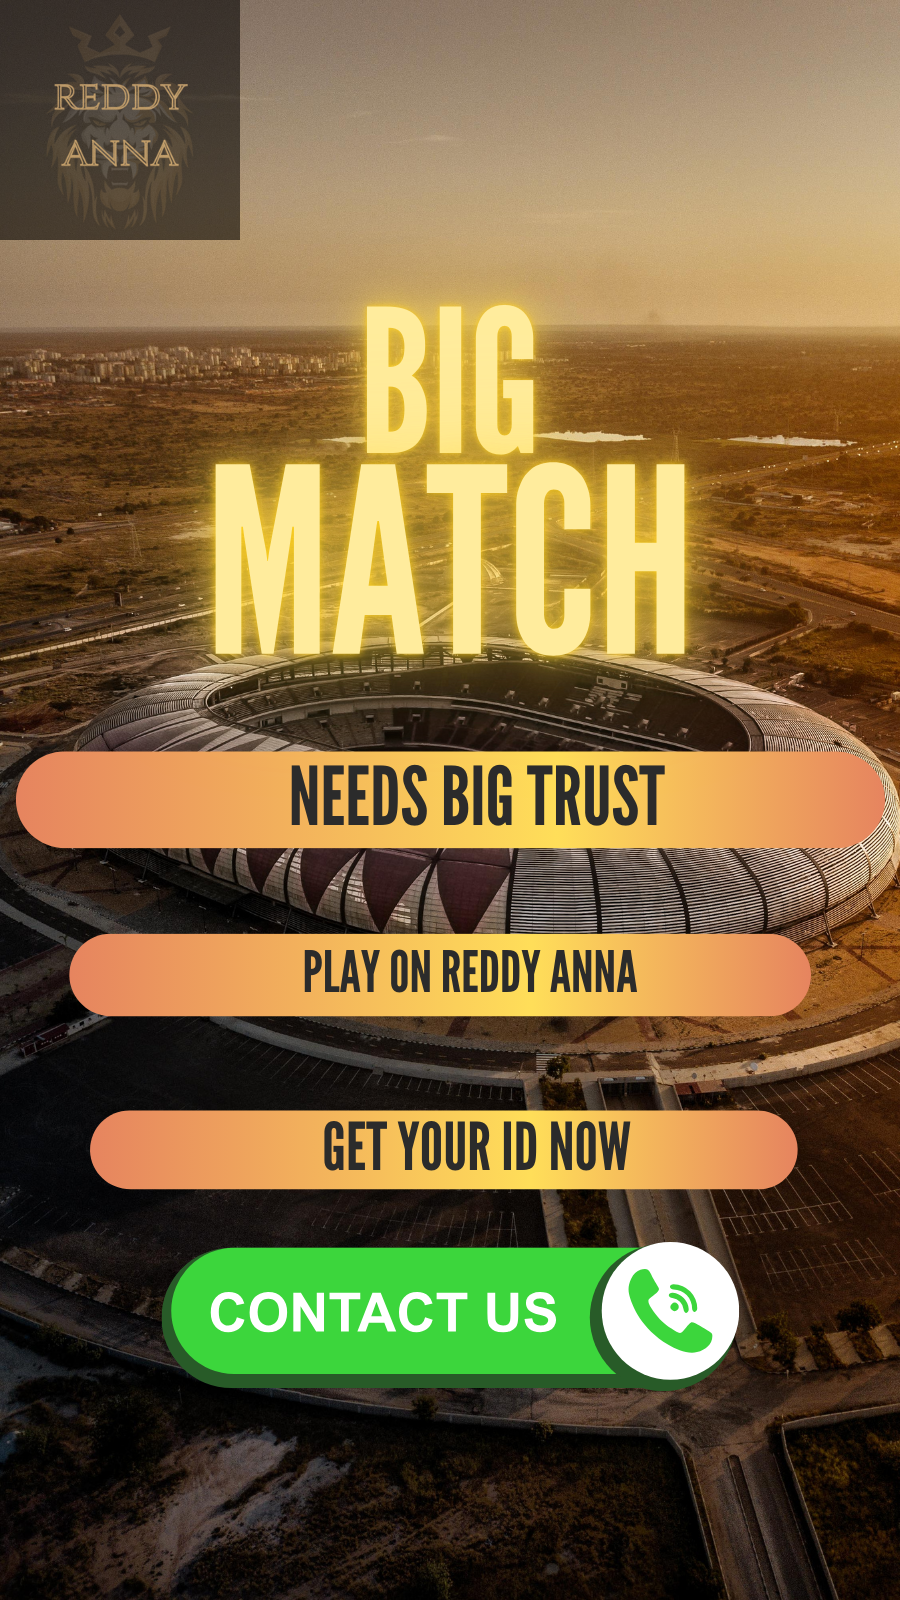 REDDY
ANNA
BIG
MATCH
NEEDS BIG TRUST
PLAY ON REDDY ANNA
GET YOUR ID NOW
CONTACT US